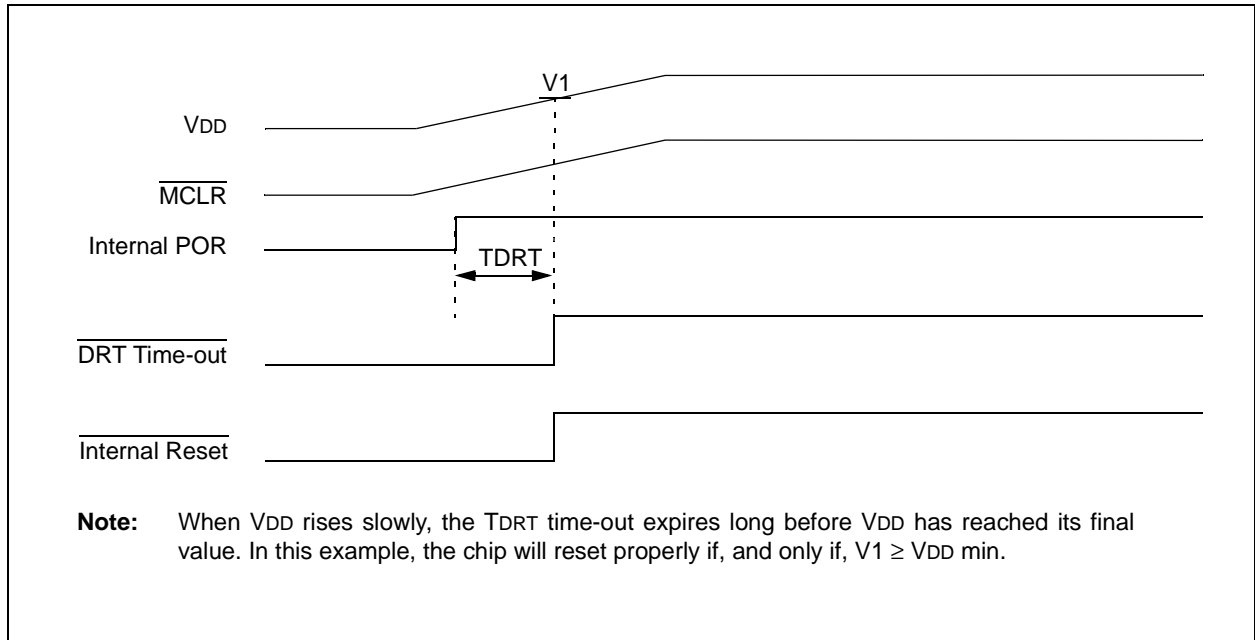 V1
VDD
MCLR
Internal POR
TDRT
DRT Time-out
Internal Reset
Note: When VDD rises slowly, the TDRT time-out expires long before VDD has reached its final
value. In this example, the chip will reset properly if, and only if, V1 ≥ VDD min.